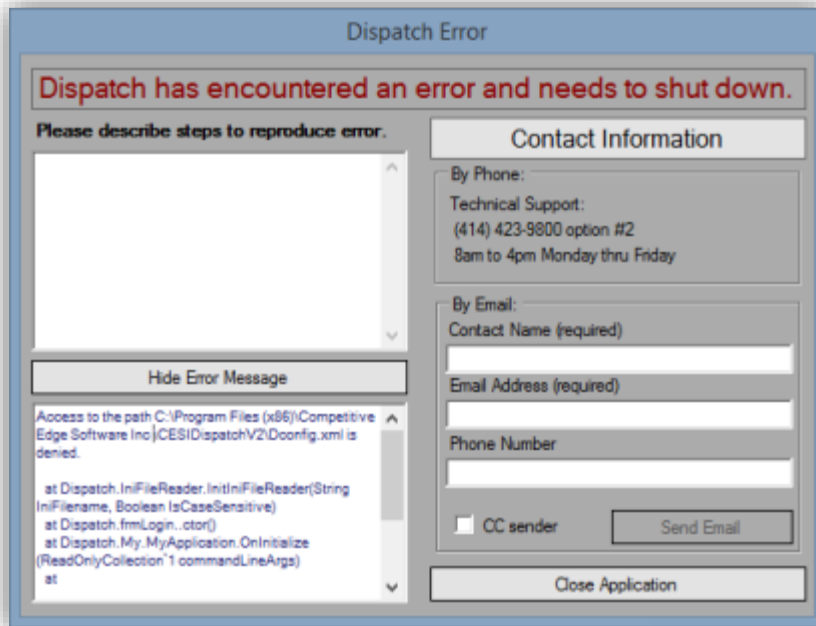 Dispatch Error
Dispatch has encountered an error and needs to shut down.
Please describe steps to reproduce error.
Hide Error Message
Access to the path C:\Program Files (x86)\Competitive
Edge Software Inc\CESIDispatchV2\Dconfig.xml is
denied.
at Dispatch.IniFileReader.InitIniFileReader(String
IniFilename, Boolean IsCaseSensitive)
at Dispatch.frmLogin..ctor()
at Dispatch.My.MyApplication.OnInitialize
(ReadOnlyCollection`1 commandLineArgs)
at
Contact Information
By Phone:
Technical Support:
(414) 423-9800 option #2
8am to 4pm Monday thru Friday
By Email:
Contact Name (required)
Email Address (required)
Phone Number
CC sender
Send Email
Close Application